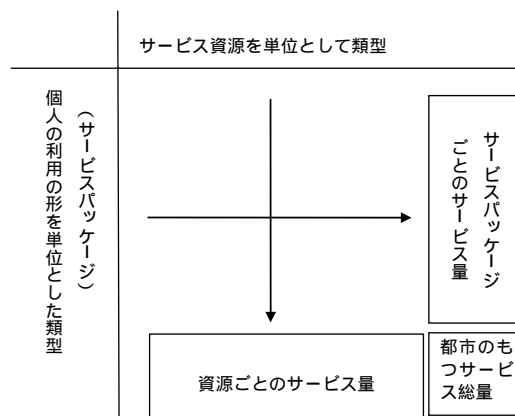 サービス資源を単位として類型
個人の利用の形を単位とした類型
（サービスパッケージ）
サービスパッケージ
ごとのサービス量
資源ごとのサービス量
都市のも
つサービ
ス総量